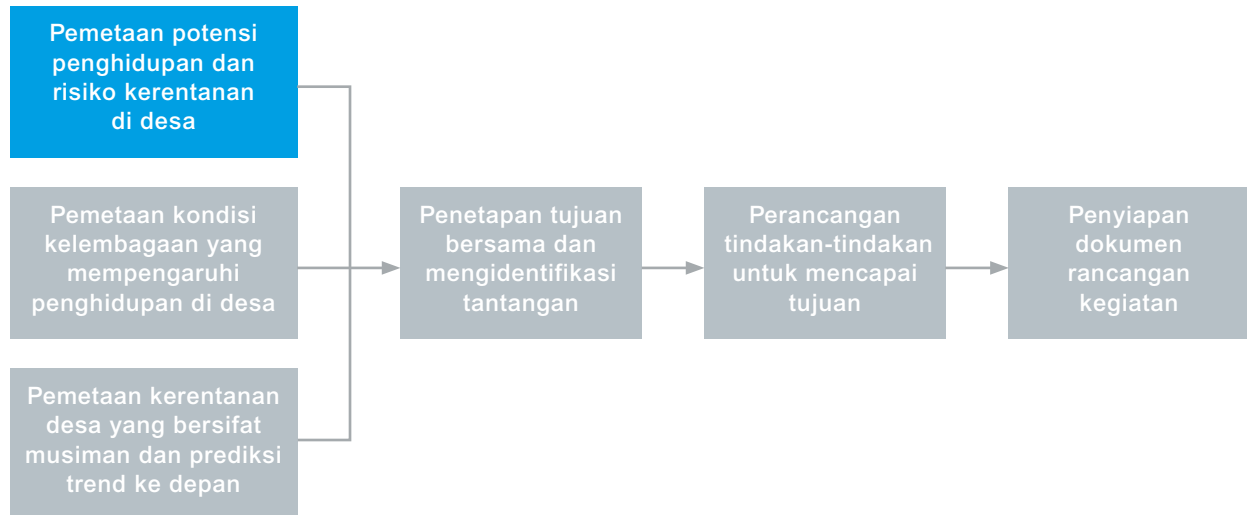 Pemetaan potensi
penghidupan dan
risiko kerentanan
di desa
Pemetaan kondisi
kelembagaan yang
mempengaruhi
penghidupan di desa
Pemetaan kerentanan
desa yang bersifat
musiman dan prediksi
trend ke depan
Penetapan tujuan
bersama dan
mengidentifikasi
tantangan
Perancangan
tindakan-tindakan
untuk mencapai
tujuan
Penyiapan
dokumen
rancangan
kegiatan